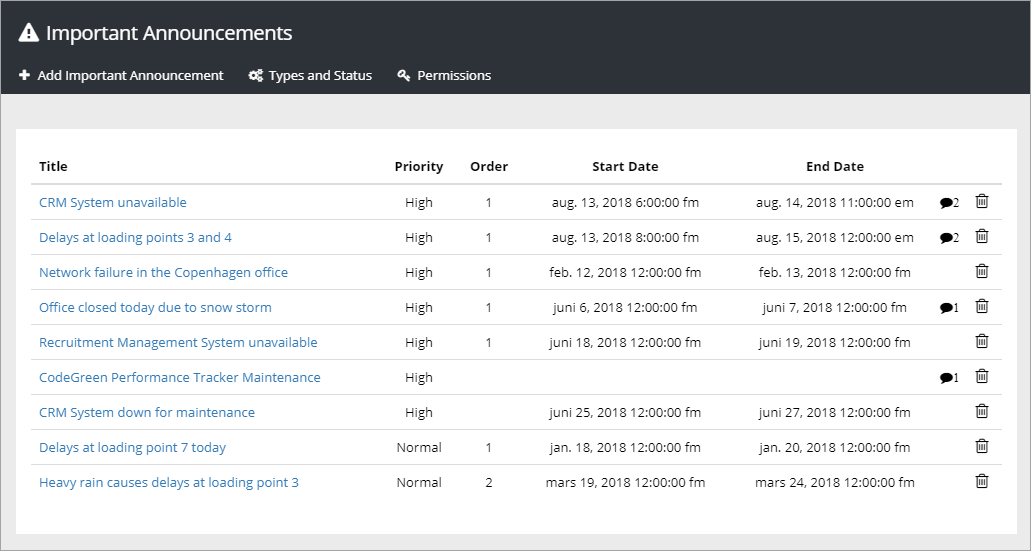 Important Announcements
Add Important Announcement Types and Status Permissions
Title Priority Order Start Date End Date
CRM System unavailable High 1 aug. 13, 2018 6:00:00 fm aug. 14, 2018 11:00:00 em 2
Delays at loading points 3 and 4 High 1 aug. 13, 2018 8:00:00 fm aug. 15, 2018 12:00:00 em 2
Network failure in the Copenhagen office High 1 feb. 12, 2018 12:00:00 fm feb. 13, 2018 12:00:00 fm
Office closed today due to snow storm High 1 juni 6, 2018 12:00:00 fm juni 7, 2018 12:00:00 fm 1
Recruitment Management System unavailable High 1 juni 18, 2018 12:00:00 fm juni 19, 2018 12:00:00 fm
CodeGreen Performance Tracker Maintenance High 1
CRM System down for maintenance High juni 25, 2018 12:00:00 fm juni 27, 2018 12:00:00 fm
Delays at loading point 7 today Normal 1 jan. 18, 2018 12:00:00 fm jan. 20, 2018 12:00:00 fm
Heavy rain causes delays at loading point 3 Normal 2 mars 19, 2018 12:00:00 fm mars 24, 2018 12:00:00 fm